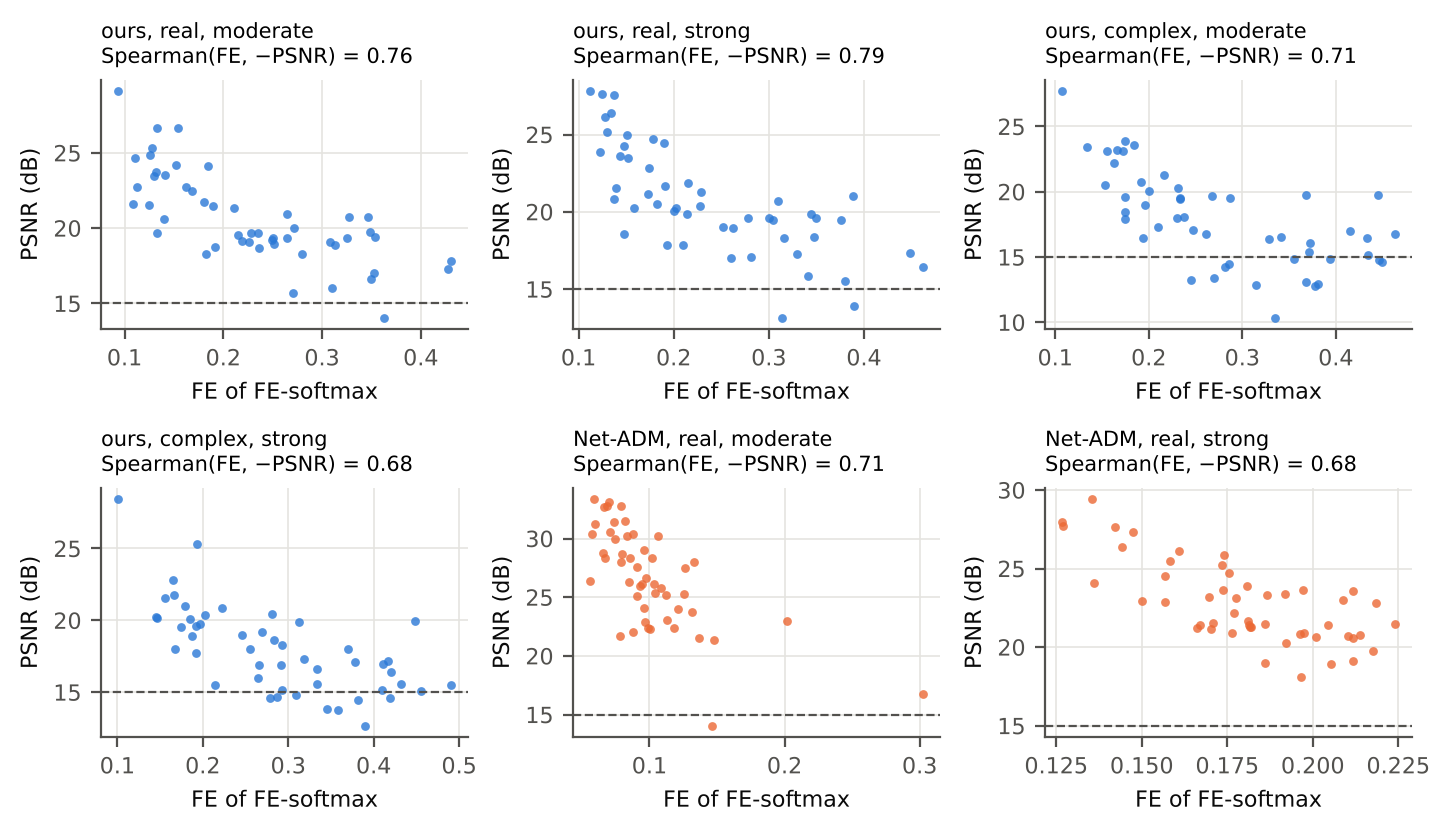 ours, real, moderate
Spearman(FE, −PSNR) = 0.76
PSNR (dB)
25
20
15
0.1 0.2 0.3 0.4
FE of FE-softmax
ours, real, strong
Spearman(FE, −PSNR) = 0.79
PSNR (dB)
25
20
15
0.1 0.2 0.3 0.4
FE of FE-softmax
ours, complex, moderate
Spearman(FE, −PSNR) = 0.71
PSNR (dB)
25
20
15
10
0.1 0.2 0.3 0.4
FE of FE-softmax
ours, complex, strong
Spearman(FE, −PSNR) = 0.68
PSNR (dB)
25
20
15
0.1 0.2 0.3 0.4 0.5
FE of FE-softmax
Net-ADM, real, moderate
Spearman(FE, −PSNR) = 0.71
PSNR (dB)
30
25
20
15
0.1 0.2 0.3
FE of FE-softmax
Net-ADM, real, strong
Spearman(FE, −PSNR) = 0.68
PSNR (dB)
30
25
20
15
0.125 0.150 0.175 0.200 0.225
FE of FE-softmax